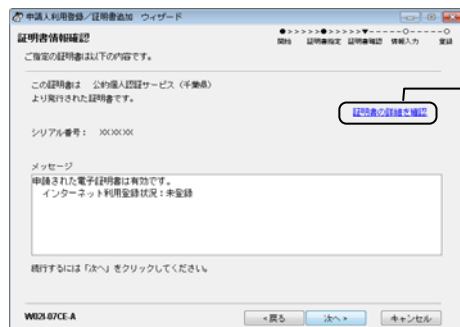 申請人利用登録／証明書追加 ウィザード
証明書情報確認
●>>>>>●>>>>>▼-----○-----○
開始 証明書指定 証明書確認 情報入力 登録
ご指定の証明書は以下の内容です。
この証明書は 公的個人認証サービス（千葉県）
より発行された証明書です。
証明書の詳細を確認
シリアル番号： XXXXXXX
メッセージ
申請された電子証明書は有効です。
インターネット利用登録状況：未登録
続行するには「次へ」をクリックしてください。
W02I-07CE-A
<戻る
次へ>
キャンセル